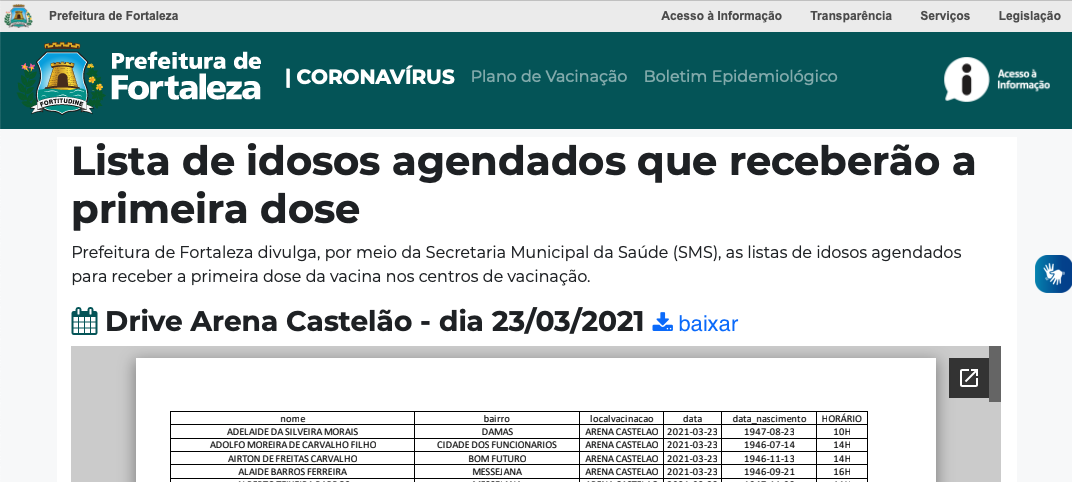 Prefeitura de Fortaleza Acesso à Informação Transparência Serviços Legislação
Prefeitura de
Fortaleza
FORTITUDINE
| CORONAVÍRUS Plano de Vacinação Boletim Epidemiológico
Acesso à
Informação
Lista de idosos agendados que receberão a
primeira dose
Prefeitura de Fortaleza divulga, por meio da Secretaria Municipal da Saúde (SMS), as listas de idosos agendados
para receber a primeira dose da vacina nos centros de vacinação.
Drive Arena Castelão - dia 23/03/2021 baixar
nome bairro localvacinacao data data_nascimento HORÁRIO
ADELAIDE DA SILVEIRA MORAIS DAMAS ARENA CASTELAO 2021-03-23 1947-08-23 10H
ADOLFO MOREIRA DE CARVALHO FILHO CIDADE DOS FUNCIONARIOS ARENA CASTELAO 2021-03-23 1946-07-14 14H
AIRTON DE FREITAS CARVALHO BOM FUTURO ARENA CASTELAO 2021-03-23 1946-11-13 14H
ALAIDE BARROS FERREIRA MESSEJANA ARENA CASTELAO 2021-03-23 1946-09-21 16H